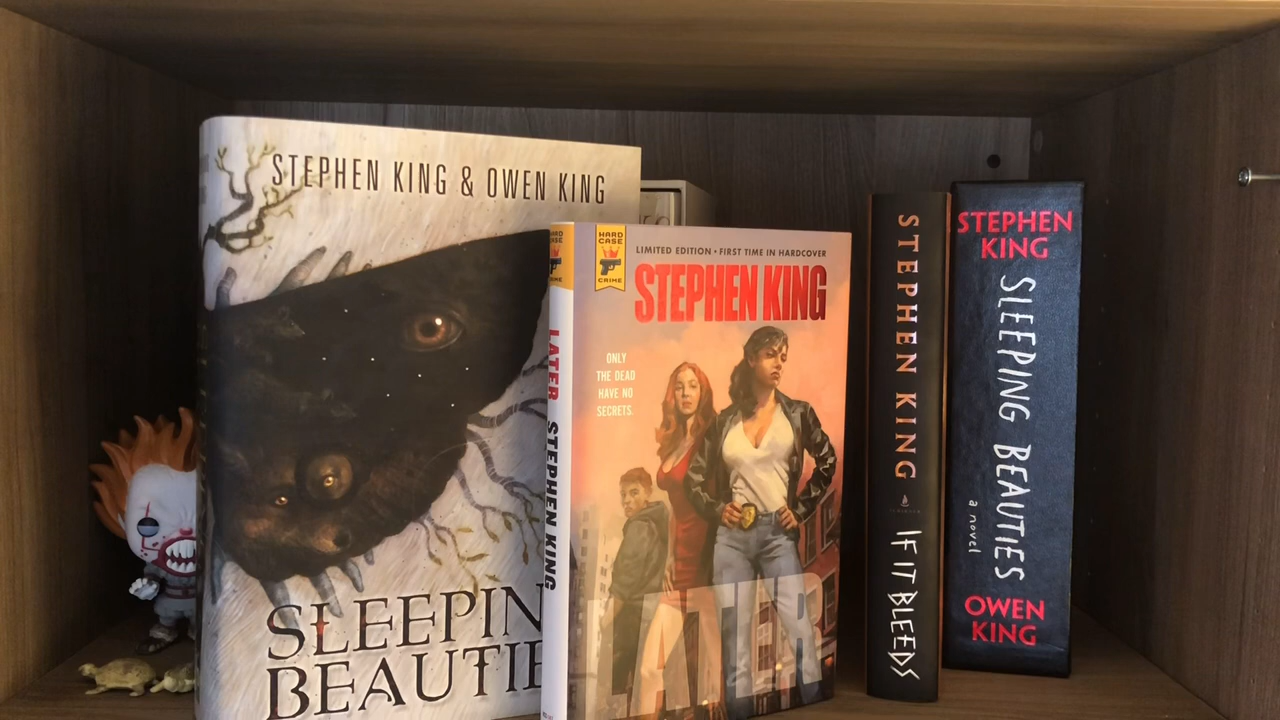 STEPHEN KING & OWEN KING
SLEEPIN
BEAUTIE
LATER STEPHEN KING
HARD
CASE
CRIME
LIMITED EDITION • FIRST TIME IN HARDCOVER
STEPHEN KING
ONLY
THE DEAD
HAVE NO
SECRETS.
LATER
STEPHEN KING
IF IT BLEEDS
STEPHEN
KING
SLEEPING BEAUTIES
a novel
OWEN
KING